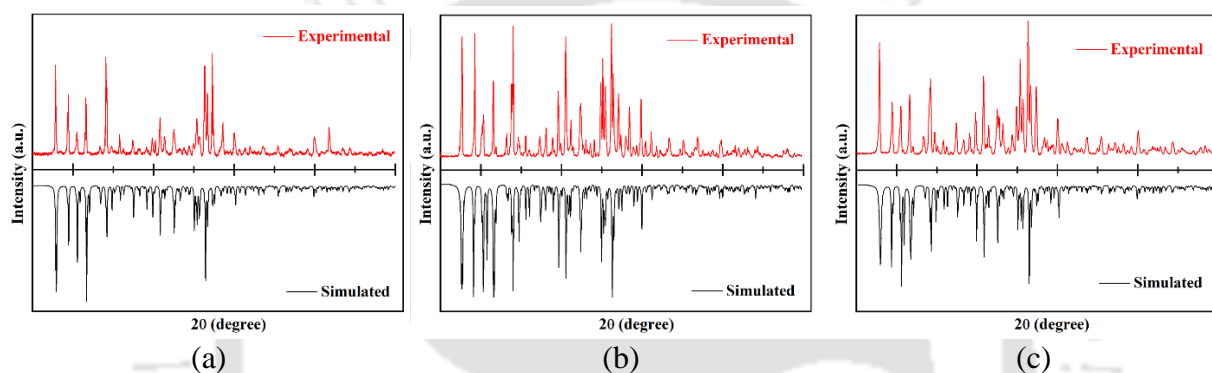 Experimental
Intensity (a.u.)
Simulated
2θ (degree)
(a)
Experimental
Intensity (a.u.)
Simulated
2θ (degree)
(b)
Experimental
Intensity (a.u.)
Simulated
2θ (degree)
(c)